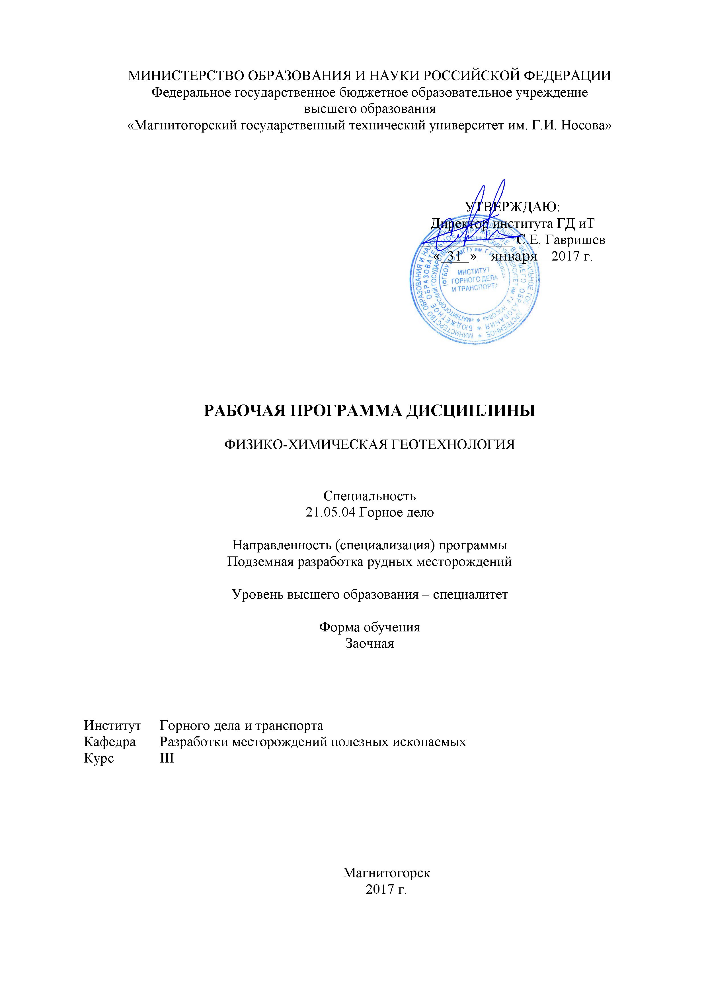 МИНИСТЕРСТВО ОБРАЗОВАНИЯ И НАУКИ РОССИЙСКОЙ ФЕДЕРАЦИИ
Федеральное государственное бюджетное образовательное учреждение
высшего образования
«Магнитогорский государственный технический университет им. Г.И. Носова»
УТВЕРЖДАЮ:
Директор института ГД иТ
С.Е. Гавришев
« 31 » января 2017 г.
ИНСТИТУТ
ГОРНОГО ДЕЛА
И ТРАНСПОРТА
РАБОЧАЯ ПРОГРАММА ДИСЦИПЛИНЫ
ФИЗИКО-ХИМИЧЕСКАЯ ГЕОТЕХНОЛОГИЯ
Специальность
21.05.04 Горное дело
Направленность (специализация) программы
Подземная разработка рудных месторождений
Уровень высшего образования – специалитет
Форма обучения
Заочная
Институт Горного дела и транспорта
Кафедра Разработки месторождений полезных ископаемых
Курс III
Магнитогорск
2017 г.